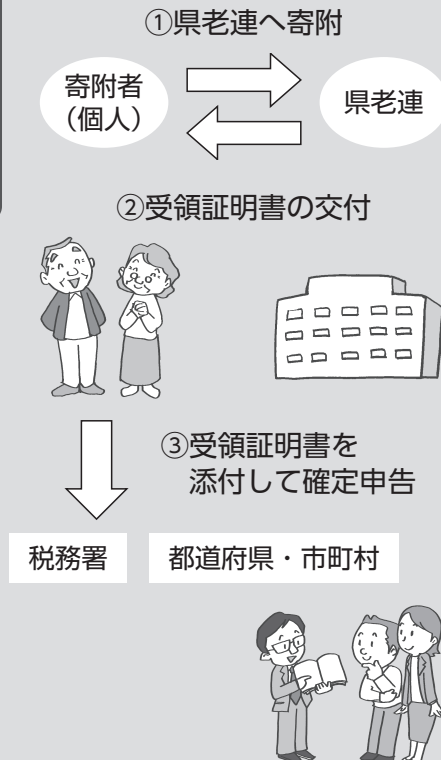 ①県老連へ寄附
寄附者
（個人）
県老連
②受領証明書の交付
③受領証明書を
添付して確定申告
税務署
都道府県・市町村